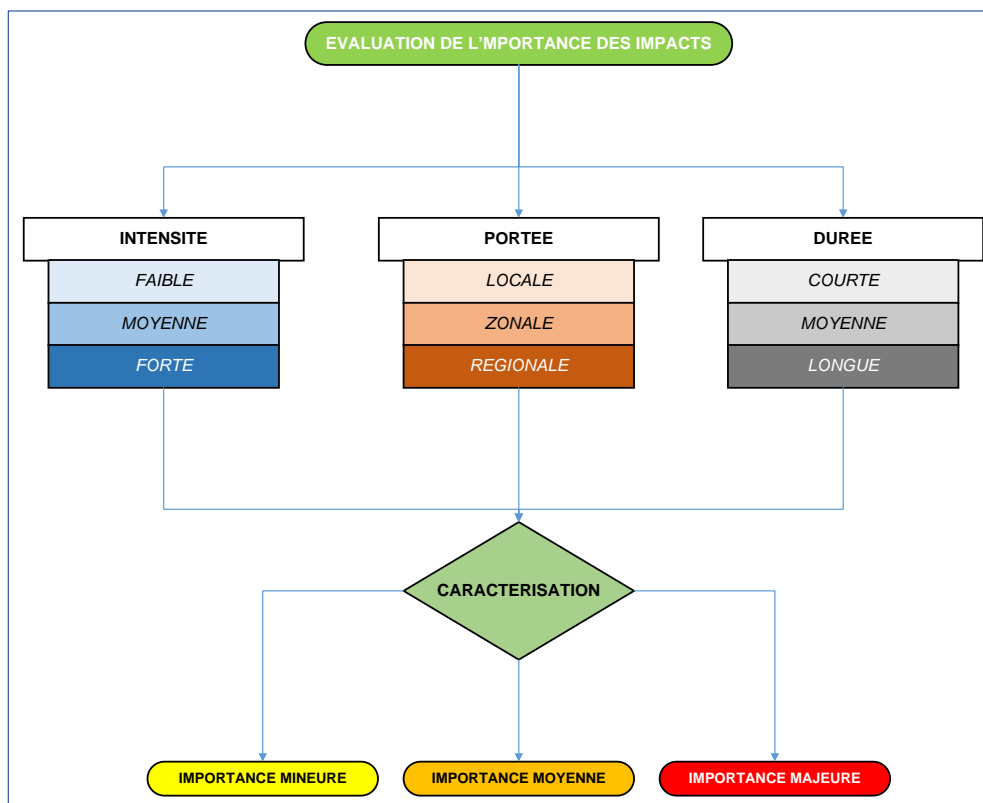 EVALUATION DE L'MPORTANCE DES IMPACTS
INTENSITE
FAIBLE
MOYENNE
FORTE
PORTEE
LOCALE
ZONALE
REGIONALE
DUREE
COURTE
MOYENNE
LONGUE
CARACTERISATION
IMPORTANCE MINEURE
IMPORTANCE MOYENNE
IMPORTANCE MAJEURE